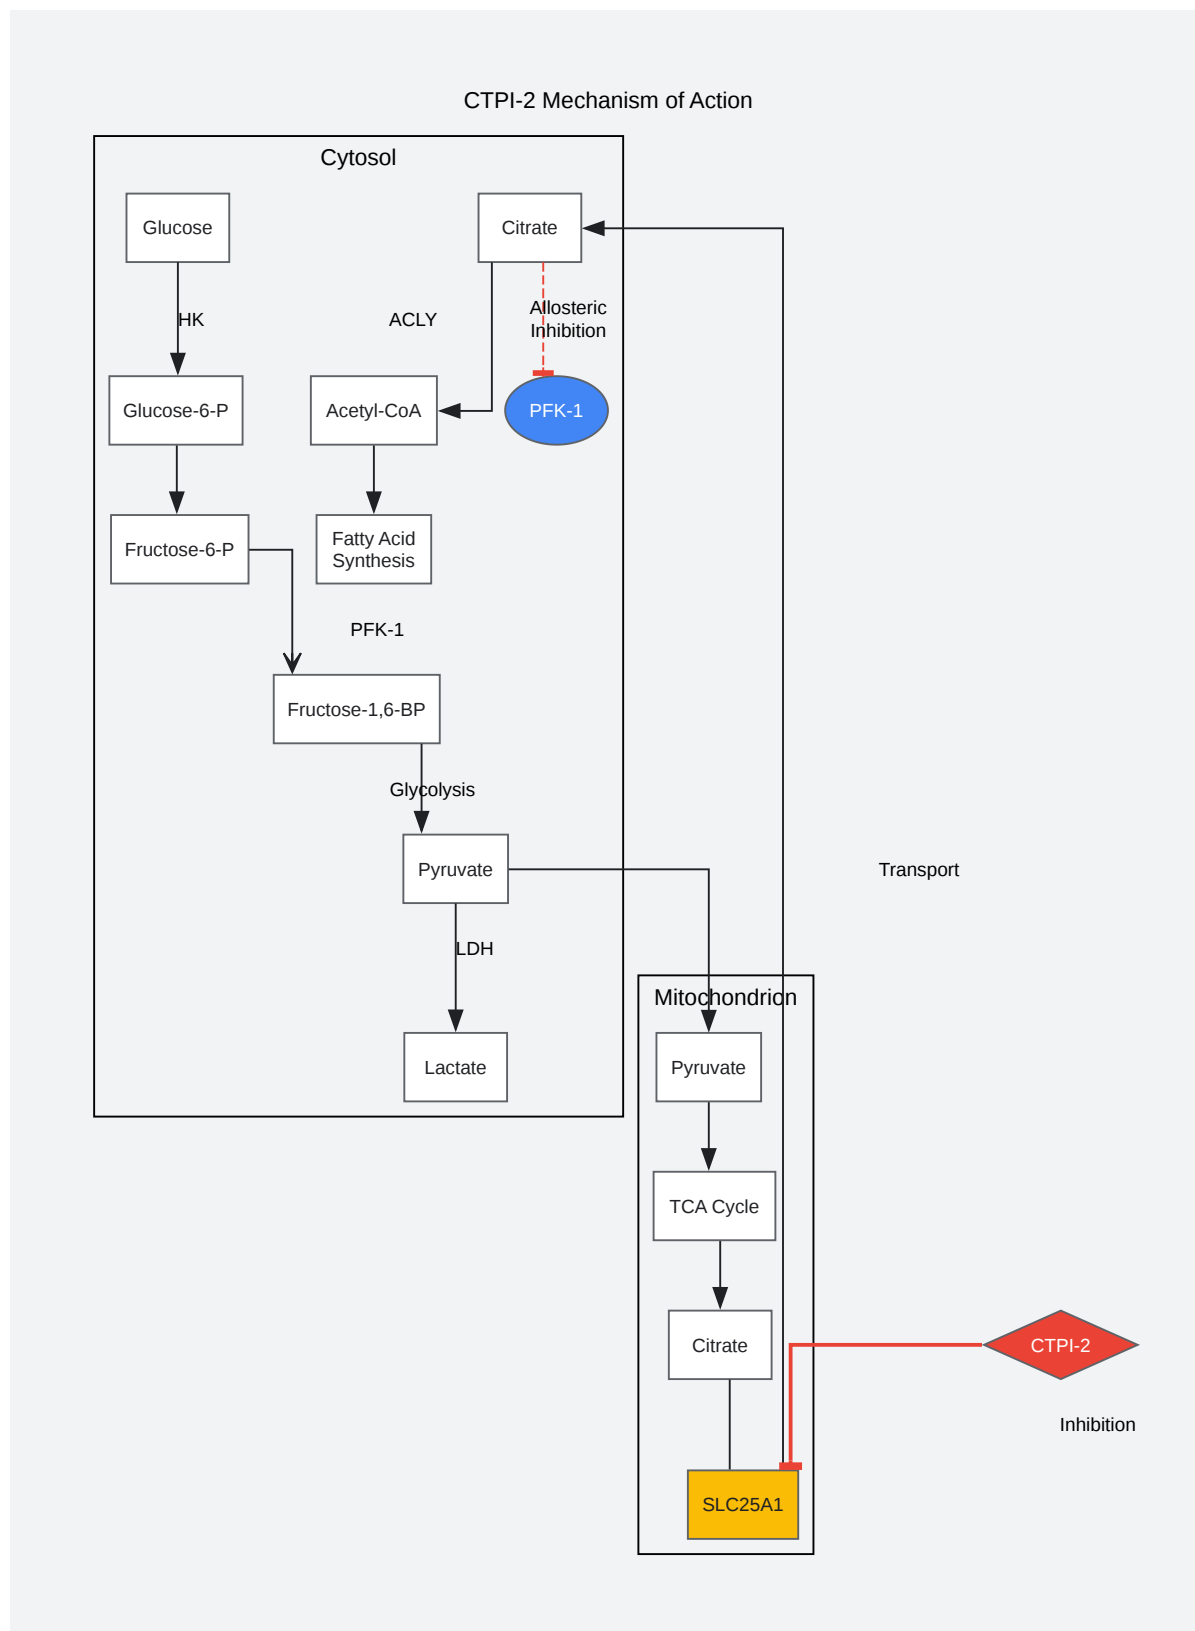 CTPI-2 Mechanism of Action
Cytosol
Glucose
Citrate
HK
ACLY
Allosteric
Inhibition
Glucose-6-P
Acetyl-CoA
PFK-1
Fructose-6-P
Fatty Acid
Synthesis
PFK-1
Fructose-1,6-BP
Glycolysis
Pyruvate
Transport
LDH
Mitochondrion
Lactate
Pyruvate
TCA Cycle
Citrate
CTPI-2
Inhibition
SLC25A1